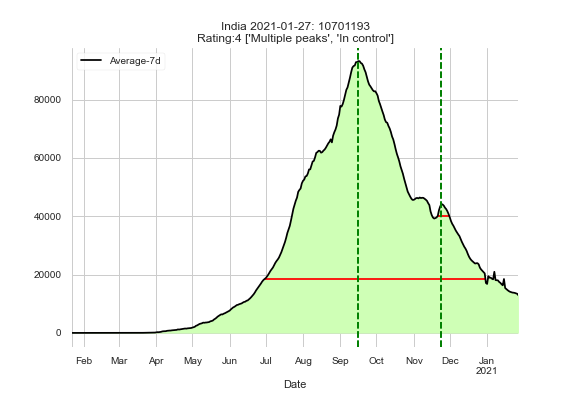 India 2021-01-27: 10701193
Rating:4 ['Multiple peaks', 'In control']
Average-7d
80000
60000
40000
20000
0
Feb Mar Apr May Jun Jul Aug Sep Oct Nov Dec Jan
2021
Date